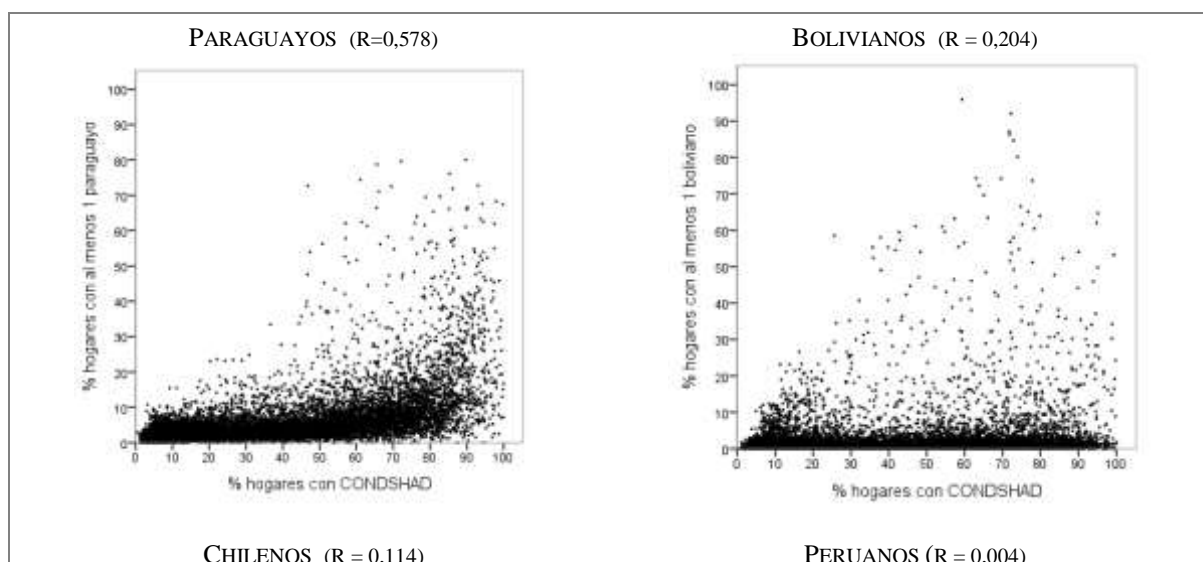 PARAGUAYOS (R=0,578)
100
90
80
70
60
50
40
30
20
10
0
% hogares con al menos 1 paraguayo
0 10 20 30 40 50 60 70 80 90 100
% hogares con CONDSHAD
BOLIVIANOS (R = 0,204)
100
90
80
70
60
50
40
30
20
10
0
% hogares con al menos 1 boliviano
0 10 20 30 40 50 60 70 80 90 100
% hogares con CONDSHAD
CHILENOS (R = 0,114)
PERUANOS (R = 0,004)